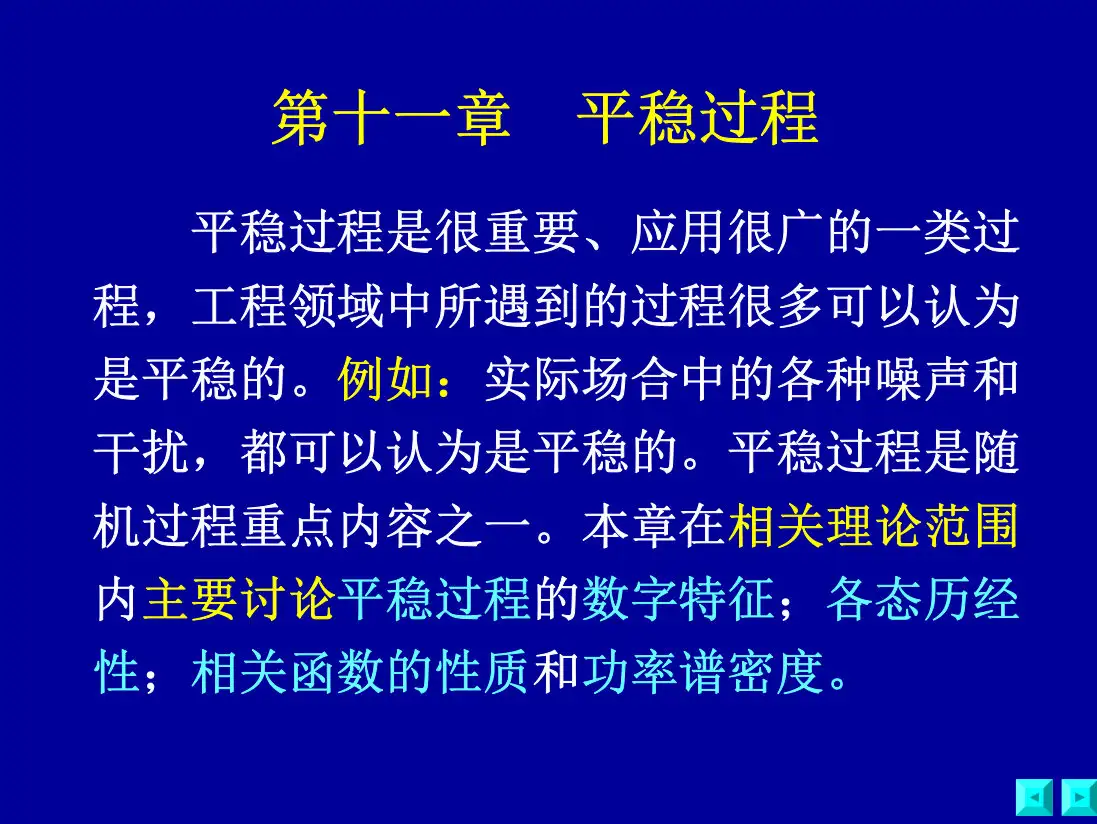 第十一章 平稳过程
平稳过程是很重要、应用很广的一类过
程，工程领域中所遇到的过程很多可以认为
是平稳的。例如：实际场合中的各种噪声和
干扰，都可以认为是平稳的。平稳过程是随
机过程重点内容之一。本章在相关理论范围
内主要讨论平稳过程的数字特征；各态历经
性；相关函数的性质和功率谱密度。